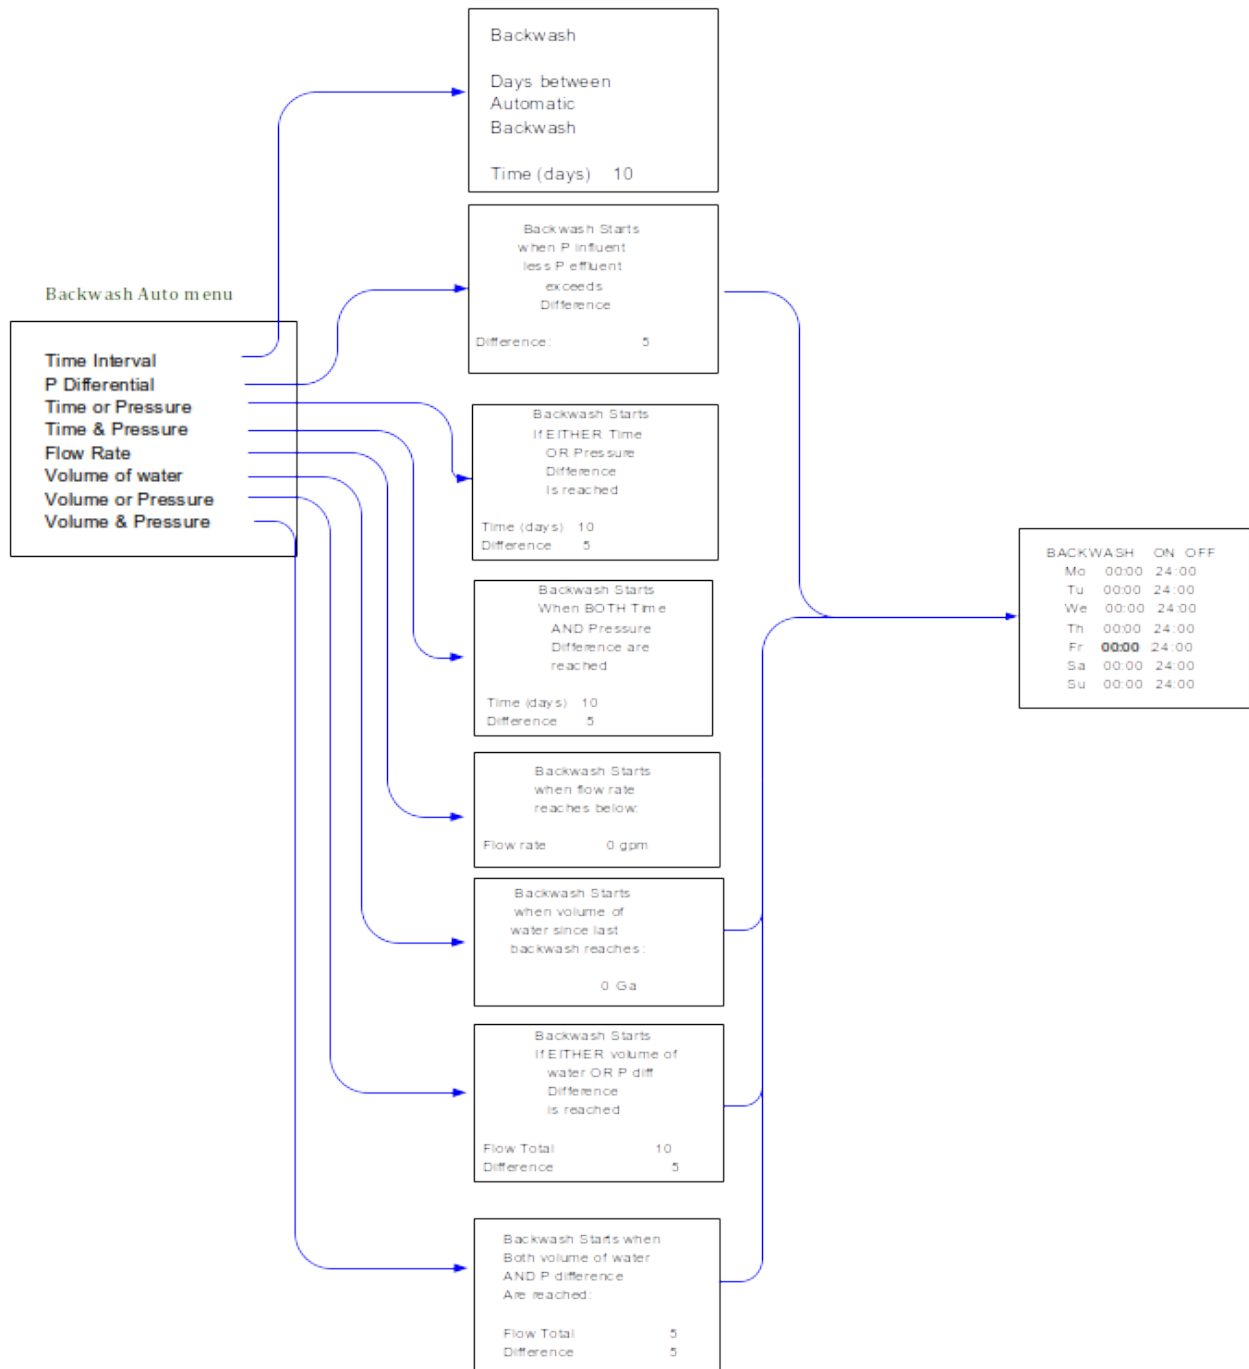 Backwash Auto menu
Time Interval
P Differential
Time or Pressure
Time & Pressure
Flow Rate
Volume of water
Volume or Pressure
Volume & Pressure
Backwash
Days between
Automatic
Backwash
Time (days) 10
Backwash Starts
when P influent
less P effluent
exceeds
Difference
Difference: 5
Backwash Starts
If EITHER Time
OR Pressure
Difference
is reached
Time (days) 10
Difference 5
Backwash Starts
When BOTH Time
AND Pressure
Difference are
reached
Time (days) 10
Difference 5
Backwash Starts
when flow rate
reaches below:
Flow rate 0 gpm
Backwash Starts
when volume of
water since last
backwash reaches:
0 Ga
Backwash Starts
If EITHER volume of
water OR P diff
Difference
is reached
Flow Total 10
Difference 5
Backwash Starts when
Both volume of water
AND P difference
Are reached:
Flow Total 5
Difference 5
BACKWASH ON OFF
Mo 00:00 24:00
Tu 00:00 24:00
We 00:00 24:00
Th 00:00 24:00
Fr 00:00 24:00
Sa 00:00 24:00
Su 00:00 24:00